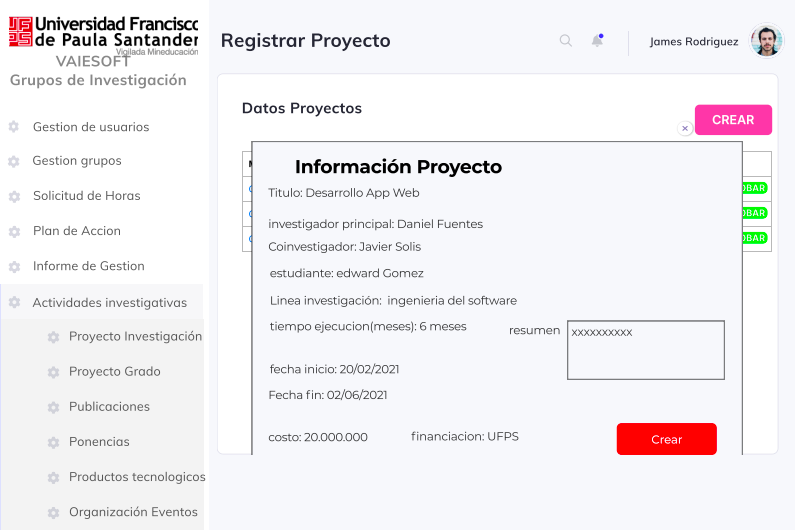 Universidad Francisco
de Paula Santander
Vigilada Mineducación
VAIESOFT
Grupos de Investigación
Gestion de usuarios
Gestion grupos
Solicitud de Horas
Plan de Accion
Informe de Gestion
Actividades investigativas
Proyecto Investigación
Proyecto Grado
Publicaciones
Ponencias
Productos tecnologicos
Organización Eventos
Registrar Proyecto
James Rodriguez
Datos Proyectos
CREAR
×
Información Proyecto
Titulo: Desarrollo App Web
investigador principal: Daniel Fuentes
Coinvestigador: Javier Solis
estudiante: edward Gomez
Linea investigación: ingenieria del software
tiempo ejecucion(meses): 6 meses
resumen
xxxxxxxxxx
fecha inicio: 20/02/2021
Fecha fin: 02/06/2021
costo: 20.000.000
financiacion: UFPS
Crear
OBAR
OBAR
OBAR